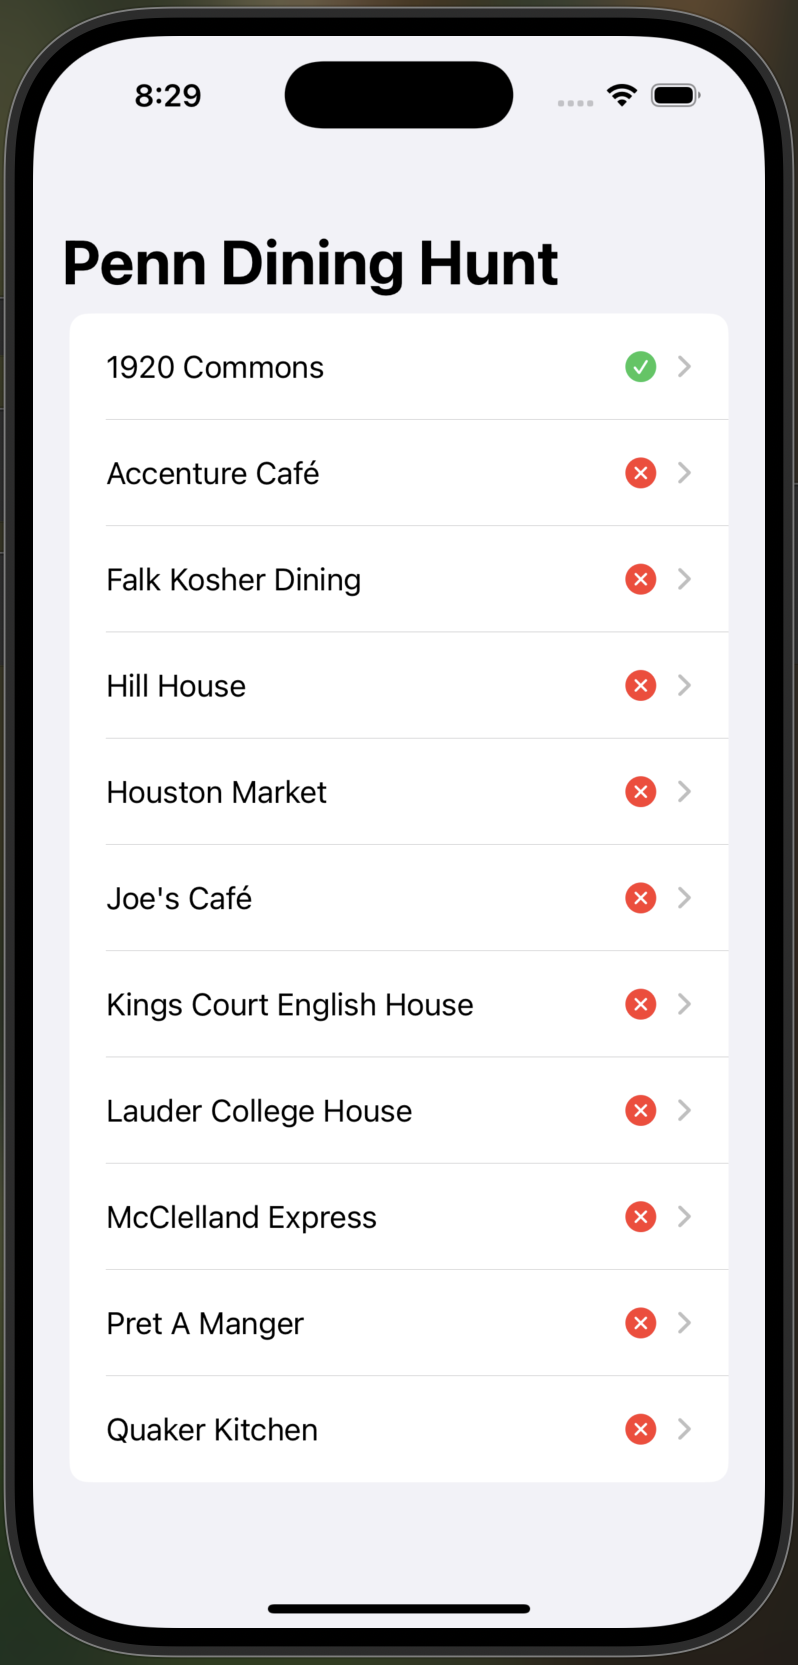 8:29
Penn Dining Hunt
1920 Commons
Accenture Café
Falk Kosher Dining
Hill House
Houston Market
Joe's Café
Kings Court English House
Lauder College House
McClelland Express
Pret A Manger
Quaker Kitchen